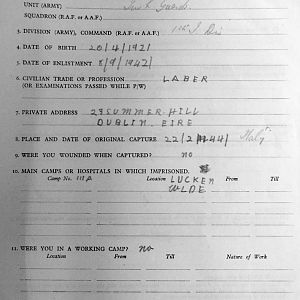 UNIT (ARMY) Irish Guards
SQUADRON (R.A.F. or A.A.F.)
3. DIVISION (ARMY), COMMAND (R.A.F. or A.A.F.) 1st Div
4. DATE OF BIRTH 20/4/1921
5. DATE OF ENLISTMENT 8/9/1942
6. CIVILIAN TRADE OR PROFESSION LABER
(OR EXAMINATIONS PASSED WHILE P/W)
7. PRIVATE ADDRESS 29 SUMMER HILL
DUBLIN EIRE
8. PLACE AND DATE OF ORIGINAL CAPTURE 22/2/44 Italy
9. WERE YOU WOUNDED WHEN CAPTURED? NO
10. MAIN CAMPS OR HOSPITALS IN WHICH IMPRISONED.
Camp No. Location From Till
LUCKEN
WLDE
11. WERE YOU IN A WORKING CAMP? No
Location From Till Nature of Work